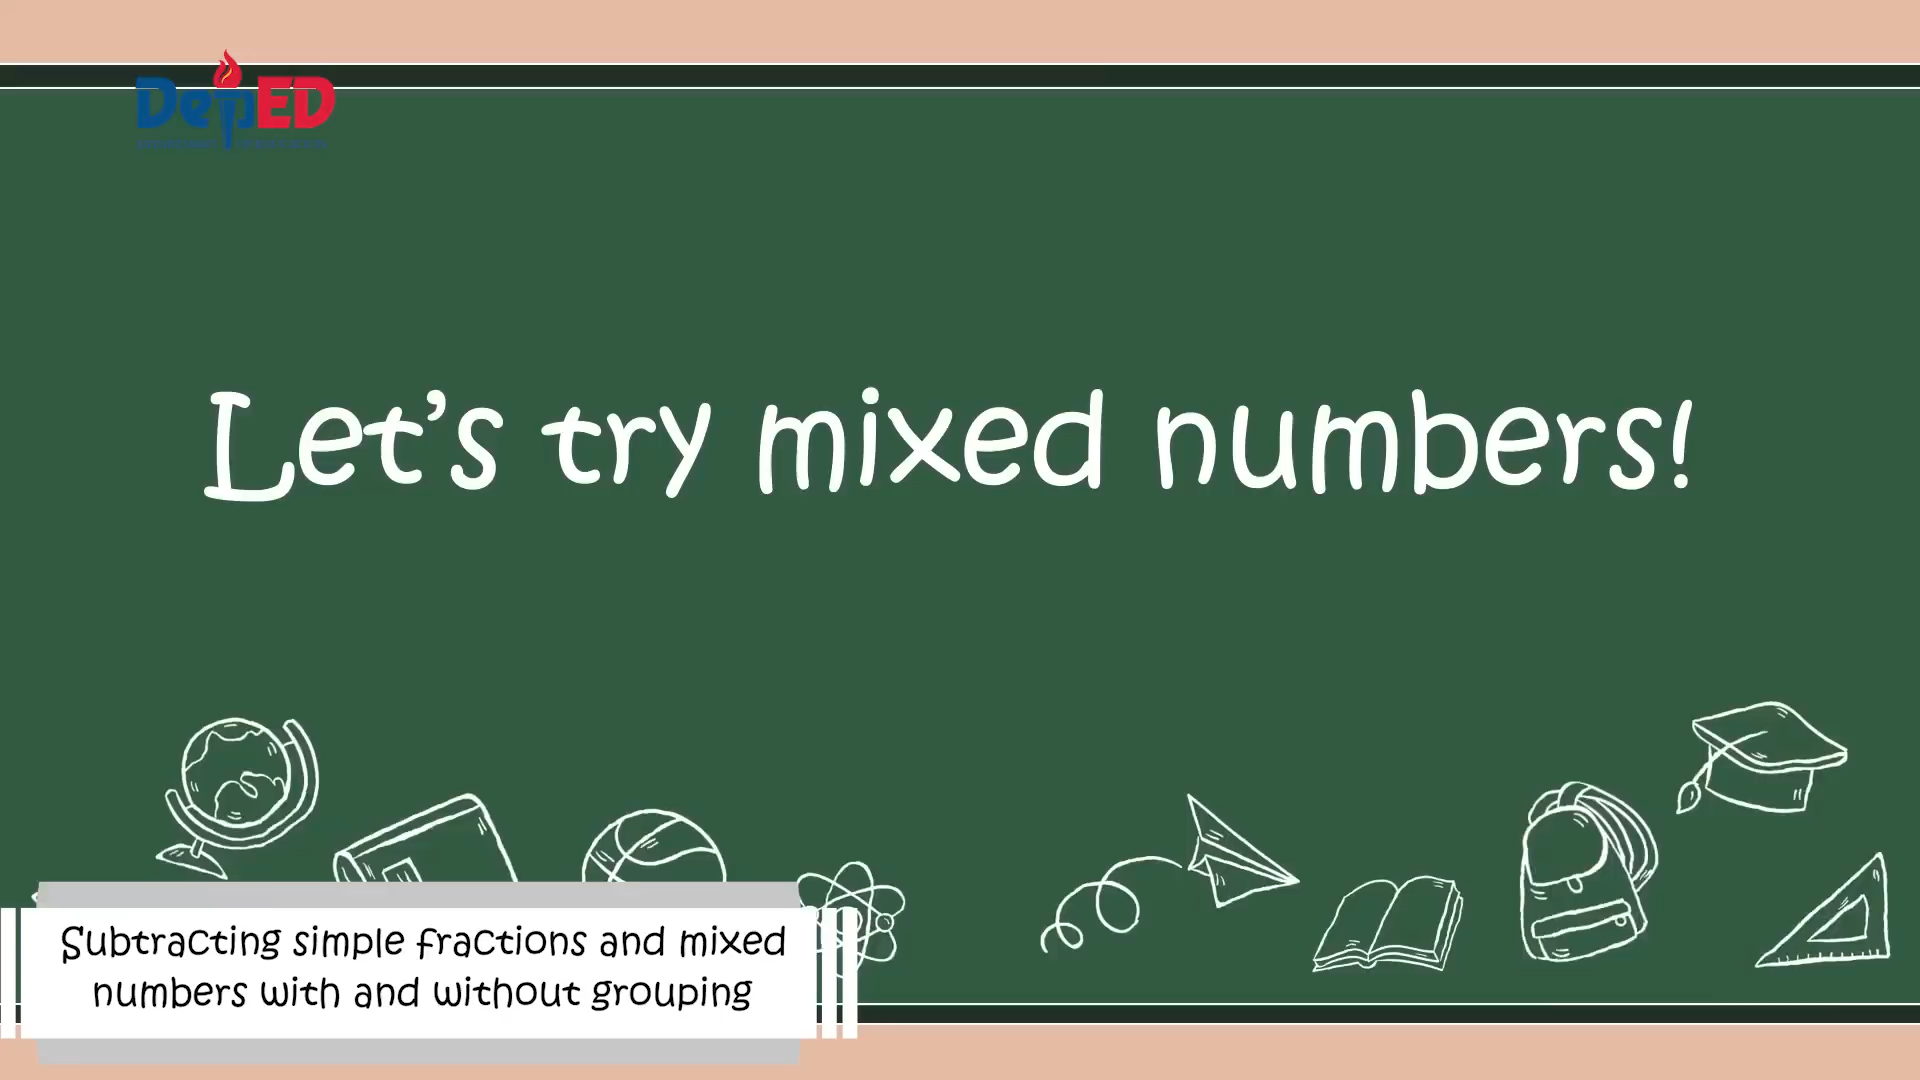 DepED
Let's try mixed numbers!
Subtracting simple fractions and mixed
numbers with and without grouping